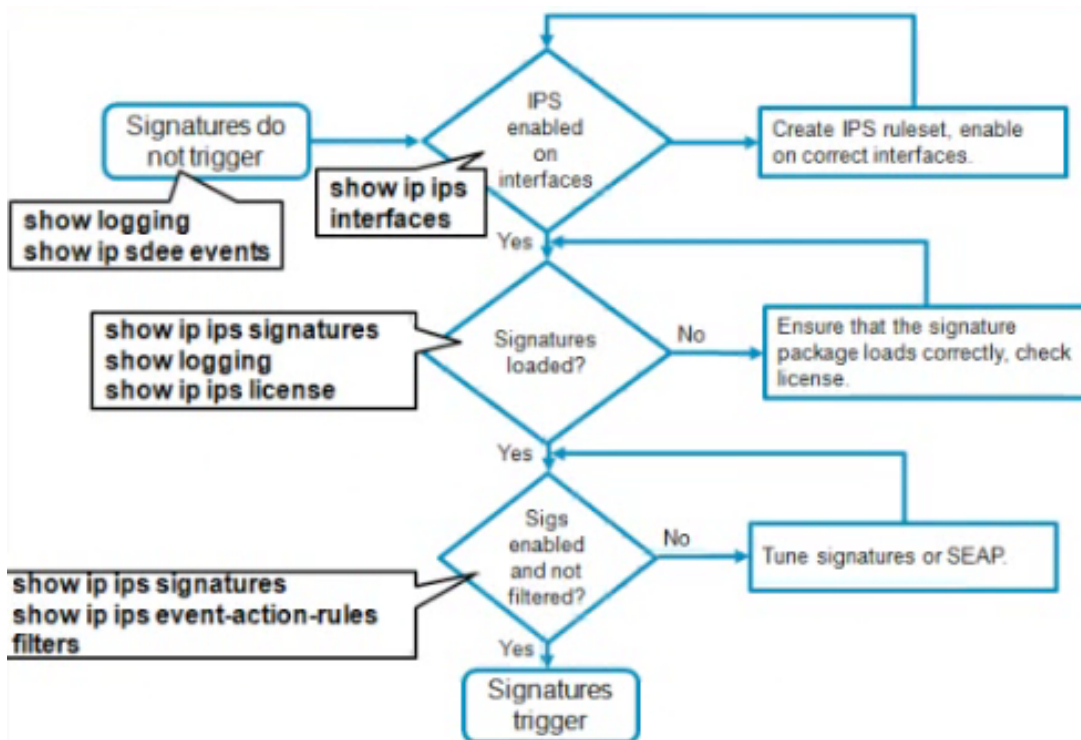 Signatures do
not trigger
show logging
show ip sdee events
IPS
enabled
on
interfaces
show ip ips
interfaces
Create IPS ruleset, enable
on correct interfaces.
Yes
show ip ips signatures
show logging
show ip ips license
Signatures
loaded?
No
Ensure that the signature
package loads correctly, check
license.
Yes
Sigs
enabled
and not
filtered?
No
Tune signatures or SEAP.
show ip ips signatures
show ip ips event-action-rules
filters
Yes
Signatures
trigger